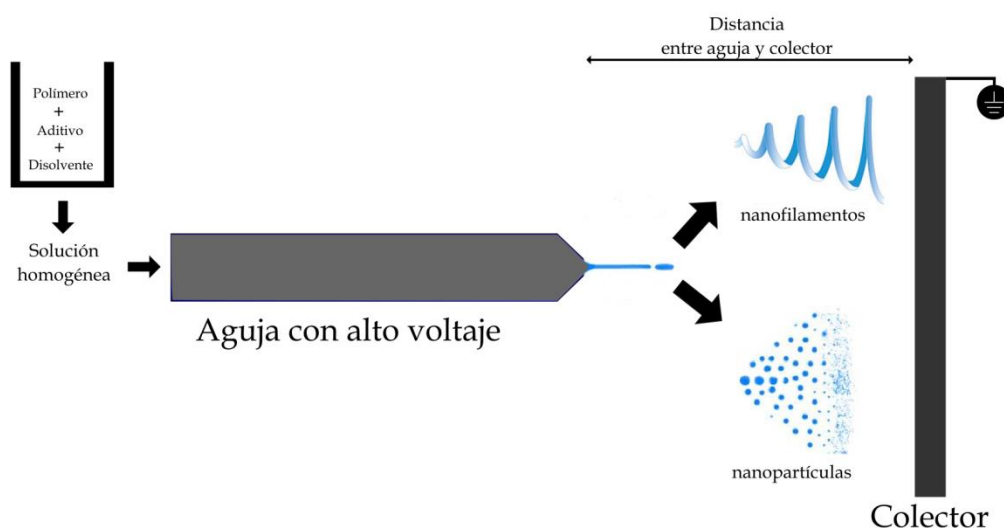 Distancia
entre aguja y colector
Polímero
+
Aditivo
+
Disolvente
Solución
homogénea
Aguja con alto voltaje
nanofilamentos
nanopartículas
Colector